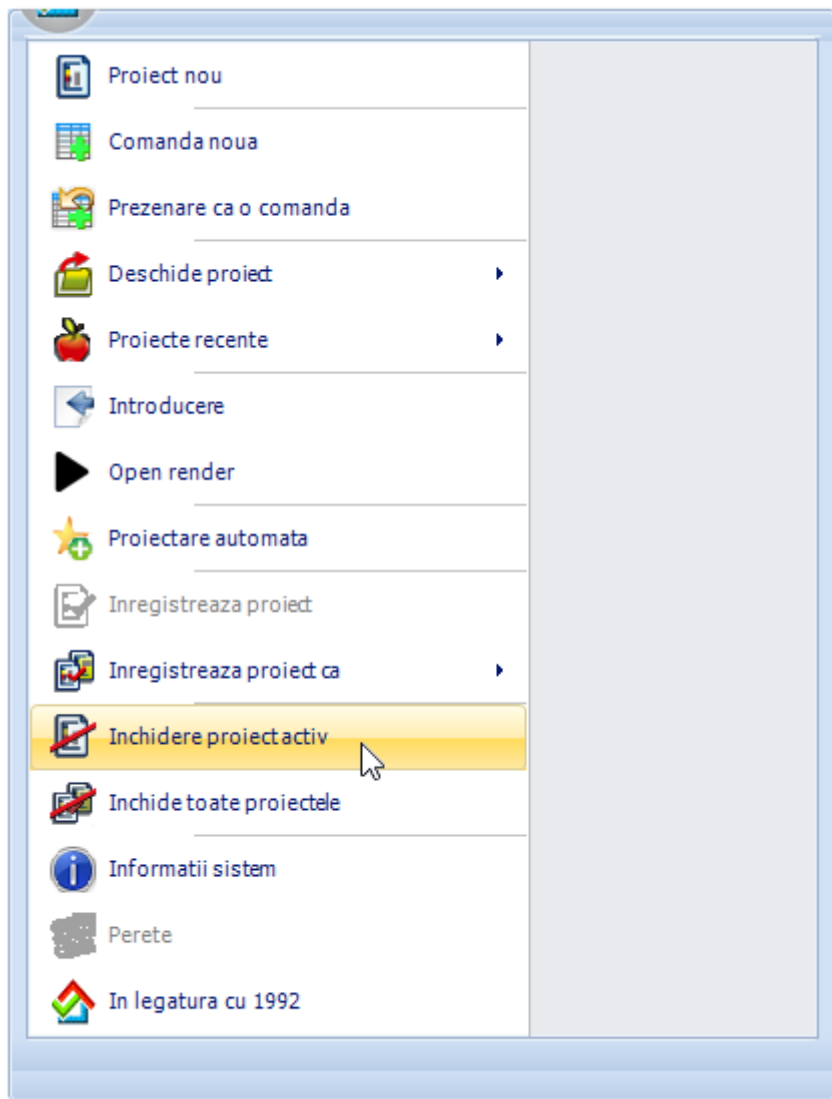 Proiect nou
Comanda noua
Prezenare ca o comanda
Deschide proiect
Proiecte recente
Introducere
Open render
Proiectare automata
Inregistreaza proiect
Inregistreaza proiect ca
Inchidere proiect activ
Inchide toate proiectele
Informatii sistem
Perete
In legatura cu 1992